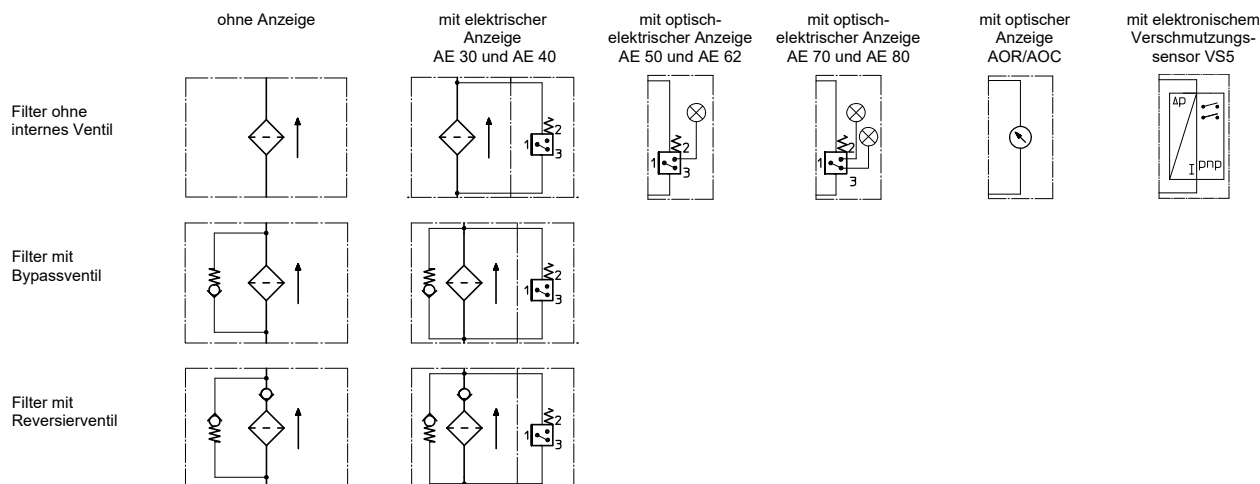 ohne Anzeige
mit elektrischer
Anzeige
AE 30 und AE 40
mit optisch-
elektrischer Anzeige
AE 50 und AE 62
mit optisch-
elektrischer Anzeige
AE 70 und AE 80
mit optischer
Anzeige
AOR/AOC
mit elektronischem
Verschmutzungs-
sensor VS5
Filter ohne
internes Ventil
1 2 3
1 2 3
1 2 3
Δp
I pnp
Filter mit
Bypassventil
1 2 3
Filter mit
Reversierventil
1 2 3